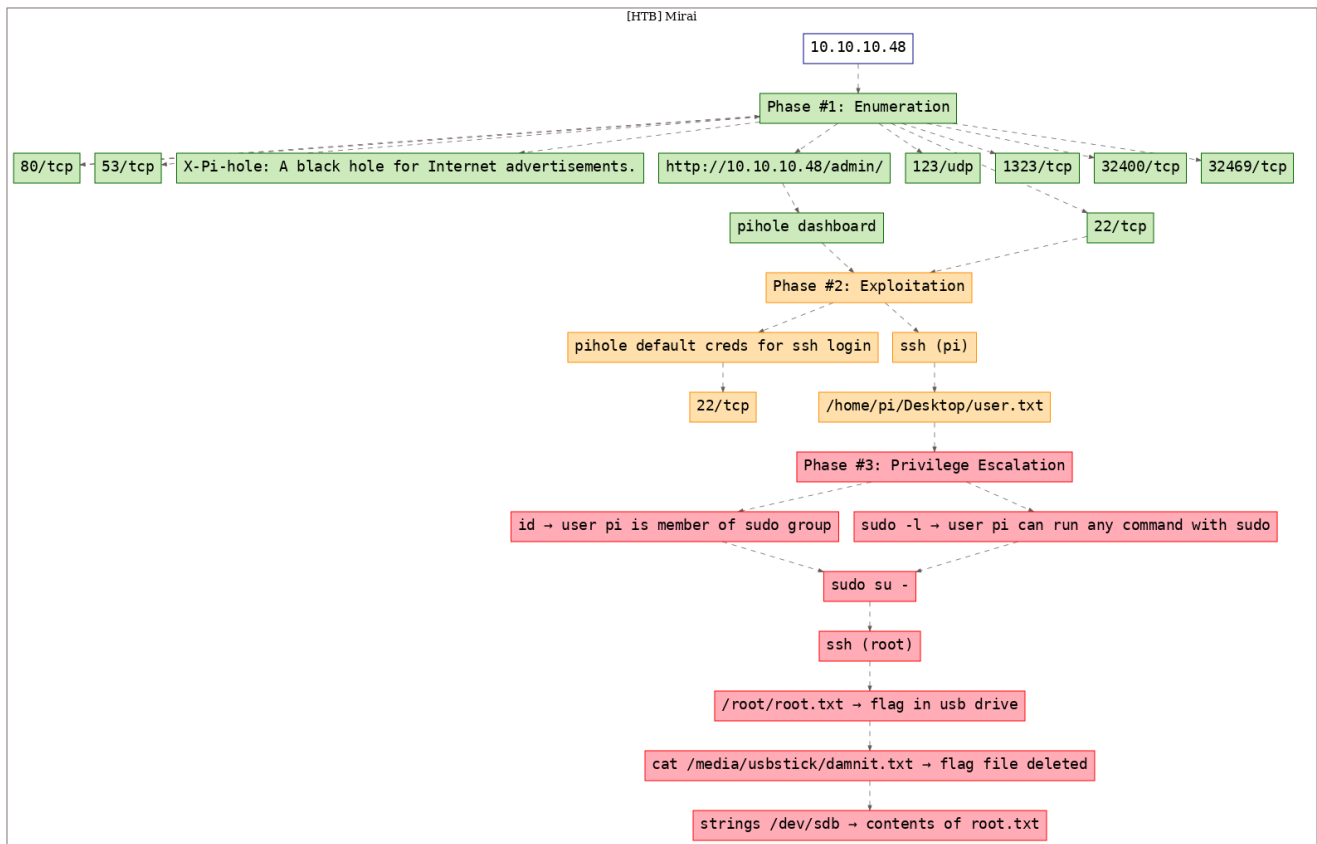 [HTB] Mirai
10.10.10.48
Phase #1: Enumeration
80/tcp
53/tcp
X-Pi-hole: A black hole for Internet advertisements.
http://10.10.10.48/admin/
123/udp
1323/tcp
32400/tcp
32469/tcp
pihole dashboard
22/tcp
Phase #2: Exploitation
pihole default creds for ssh login
ssh (pi)
22/tcp
/home/pi/Desktop/user.txt
Phase #3: Privilege Escalation
id → user pi is member of sudo group
sudo -l → user pi can run any command with sudo
sudo su -
ssh (root)
/root/root.txt → flag in usb drive
cat /media/usbstick/damnit.txt → flag file deleted
strings /dev/sdb → contents of root.txt